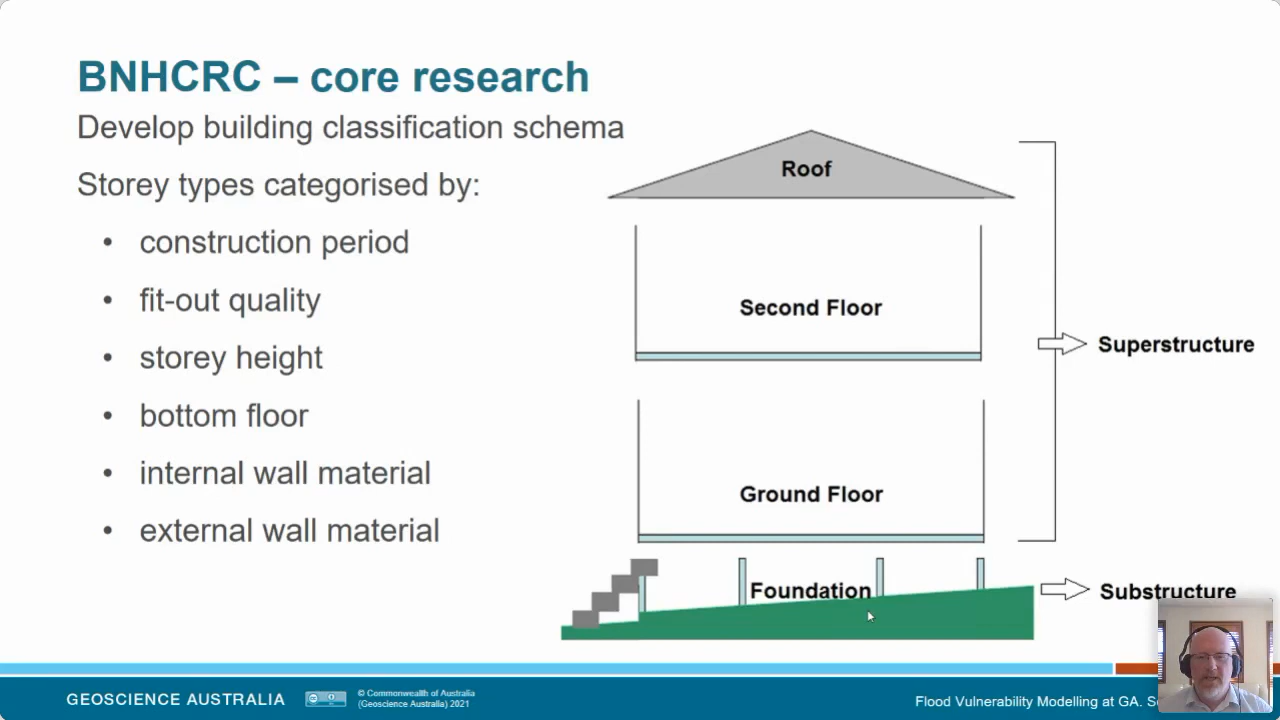 BNHCRC – core research
Develop building classification schema
Storey types categorised by:
• construction period
• fit-out quality
• storey height
• bottom floor
• internal wall material
• external wall material
Roof
Second Floor
Superstructure
Ground Floor
Foundation
Substructure
GEOSCIENCE AUSTRALIA
© Commonwealth of Australia
(Geoscience Australia) 2021
Flood Vulnerability Modelling at GA.